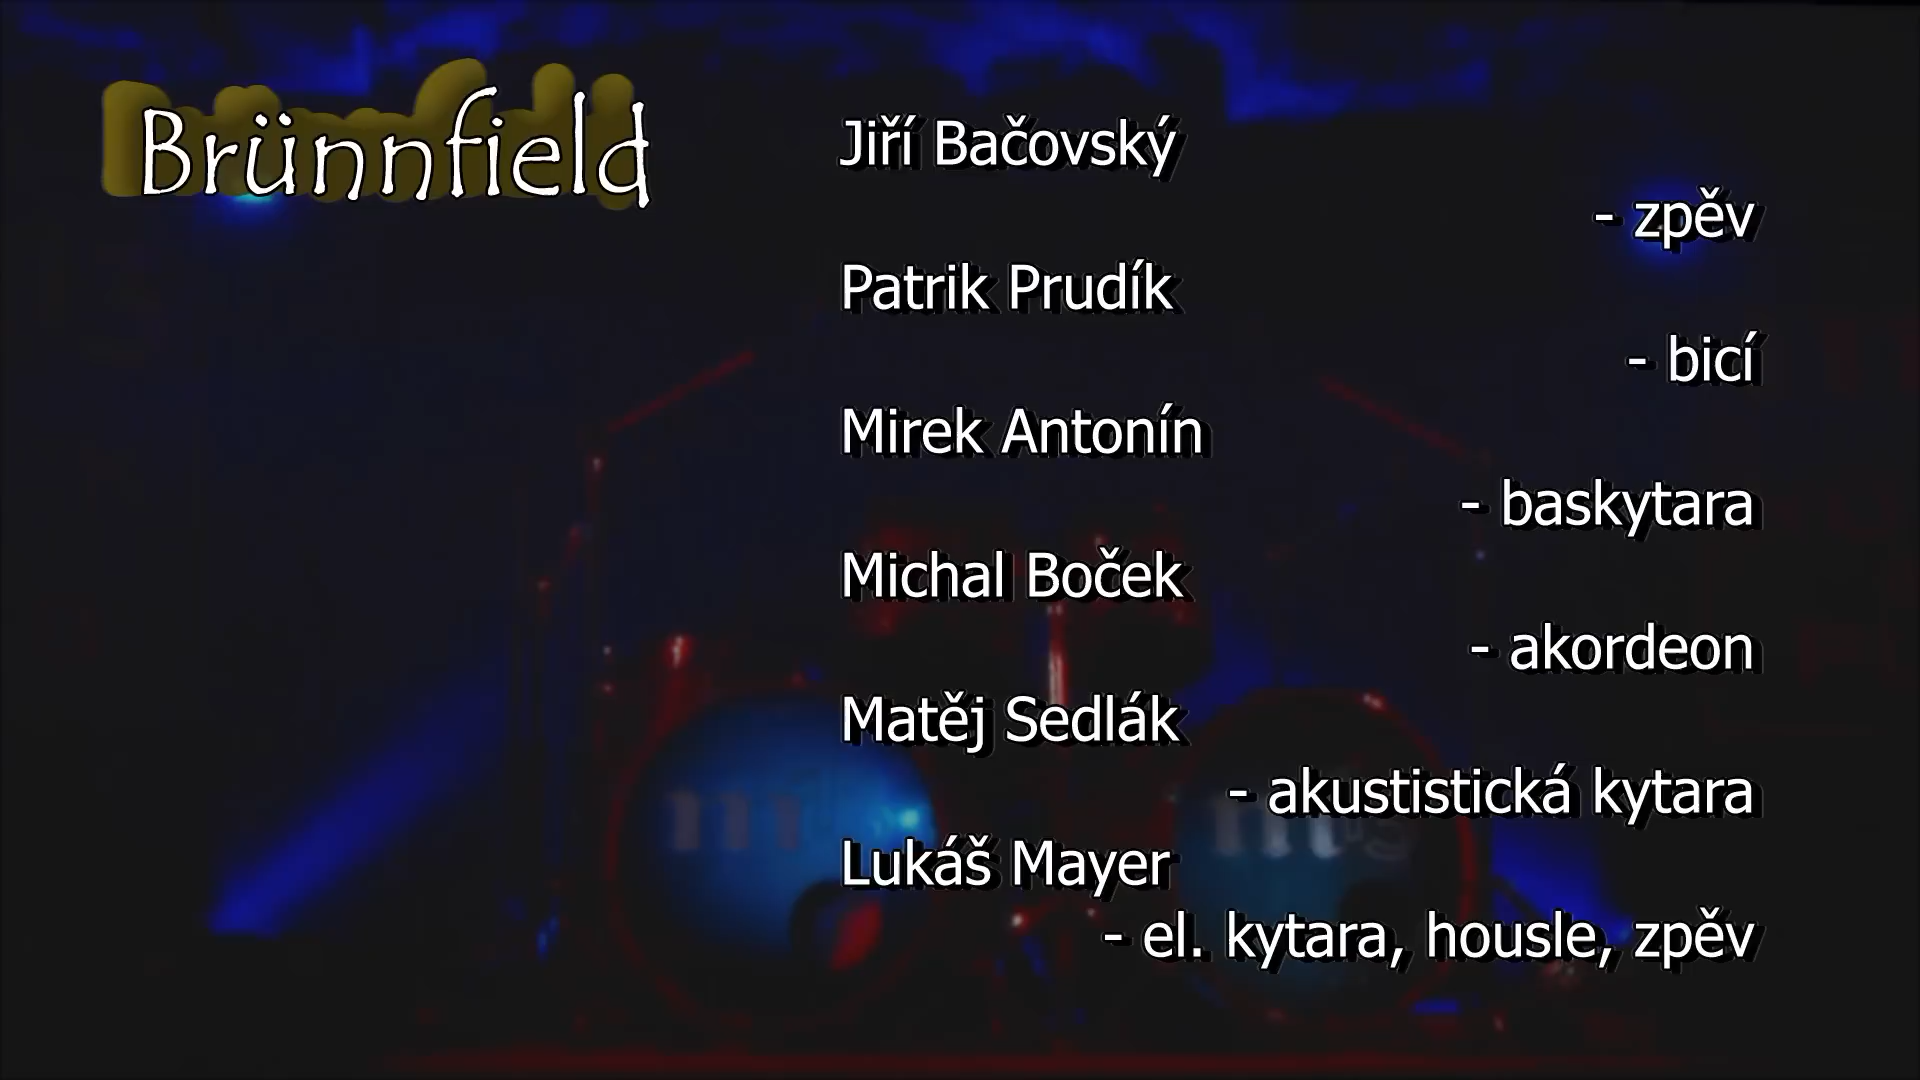 Brünnfield
Jiří Bačovský
- zpěv
Patrik Prudík
- bicí
Mirek Antonín
- baskytara
Michal Boček
- akordeon
Matěj Sedlák
- akustistická kytara
Lukáš Mayer
- el. kytara, housle, zpěv